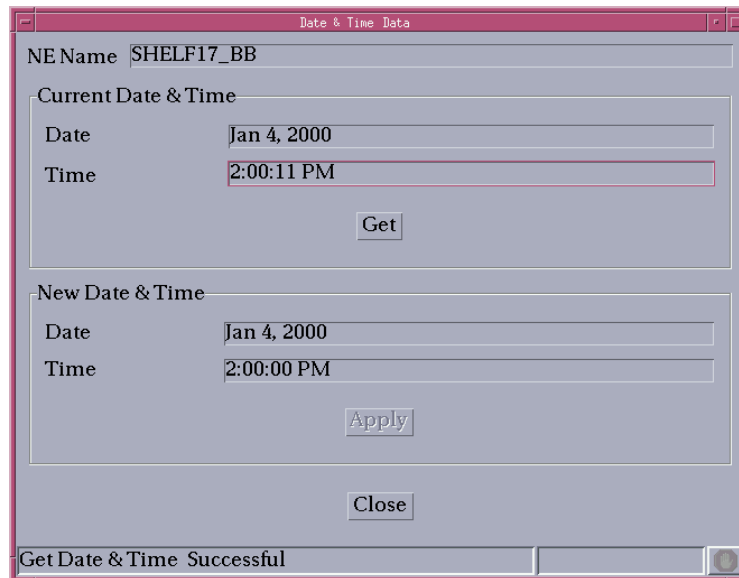 Date & Time Data
NE Name SHELF17_BB
Current Date & Time
Date Jan 4, 2000
Time 2:00:11 PM
Get
New Date & Time
Date Jan 4, 2000
Time 2:00:00 PM
Apply
Close
Get Date & Time Successful